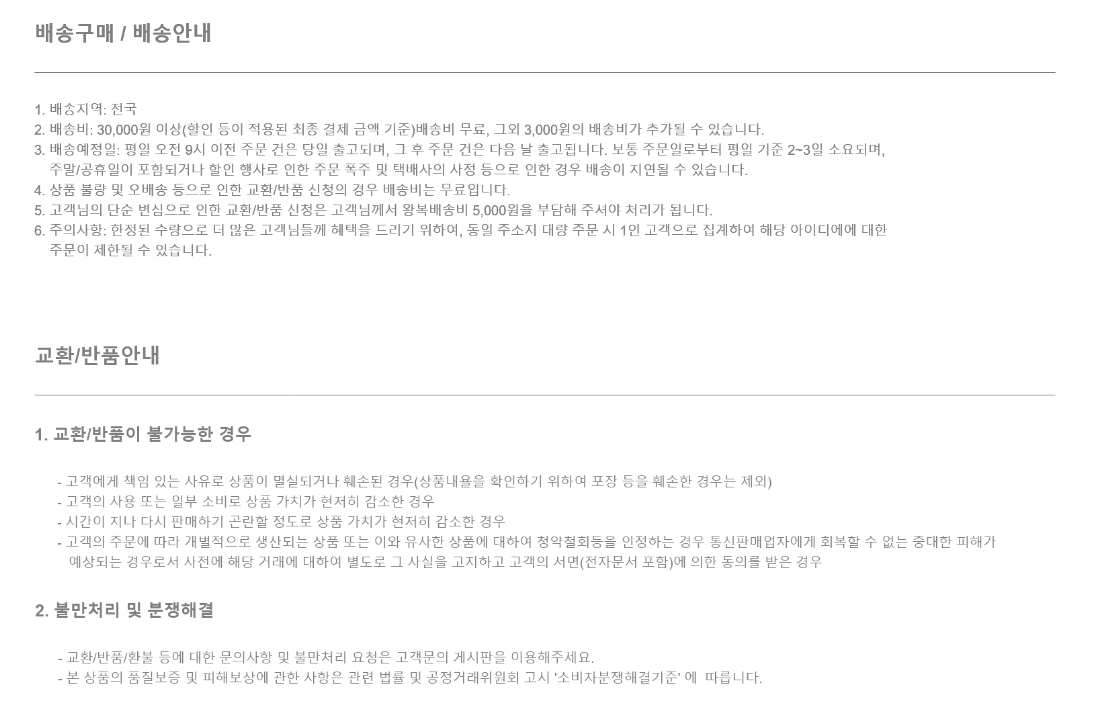 배송구매 / 배송안내
1. 배송지역: 전국
2. 배송비: 30,000원 이상(할인 등이 적용된 최종 결제 금액 기준)배송비 무료, 그외 3,000원의 배송비가 추가될 수 있습니다.
3. 배송예정일: 평일 오전 9시 이전 주문 건은 당일 출고되며, 그 후 주문 건은 다음 날 출고됩니다. 보통 주문일로부터 평일 기준 2~3일 소요되며,
주말/공휴일이 포함되거나 할인 행사로 인한 주문 폭주 및 택배사의 사정 등으로 인한 경우 배송이 지연될 수 있습니다.
4. 상품 불량 및 오배송 등으로 인한 교환/반품 신청의 경우 배송비는 무료입니다.
5. 고객님의 단순 변심으로 인한 교환/반품 신청은 고객님께서 왕복배송비 5,000원을 부담해 주셔야 처리가 됩니다.
6. 주의사항: 한정된 수량으로 더 많은 고객님들께 혜택을 드리기 위하여, 동일 주소지 대량 주문 시 1인 고객으로 집계하여 해당 아이디에에 대한
주문이 제한될 수 있습니다.
교환/반품안내
1. 교환/반품이 불가능한 경우
- 고객에게 책임 있는 사유로 상품이 멸실되거나 훼손된 경우(상품내욜을 확인하기 위하여 포장 등을 훼손한 경우는 제외)
- 고객의 사용 또는 일부 소비로 상품 가치가 현저히 감소한 경우
- 시간이 지나 다시 판매하기 곤란할 정도로 상품 가치가 현저히 감소한 경우
- 고객의 주문에 따라 개별적으로 생산되는 상품 또는 이와 유사한 상품에 대하여 청약철회등을 인정하는 경우 통신판매업자에게 회복할 수 없는 중대한 피해가
예상되는 경우로서 사전에 해당 거래에 대하여 별도로 그 사실을 고지하고 고객의 서면(전자문서 포함)에 의한 동의를 받은 경우
2. 불만처리 및 분쟁해결
- 교환/반품/환불 등에 대한 문의사항 및 불만처리 요청은 고객문의 게시판을 이용해주세요.
- 본 상품의 품질보증 및 피해보상에 관한 사항은 관련 법률 및 공정거래위원회 고시 '소비자분쟁해결기준' 에  따릅니다.